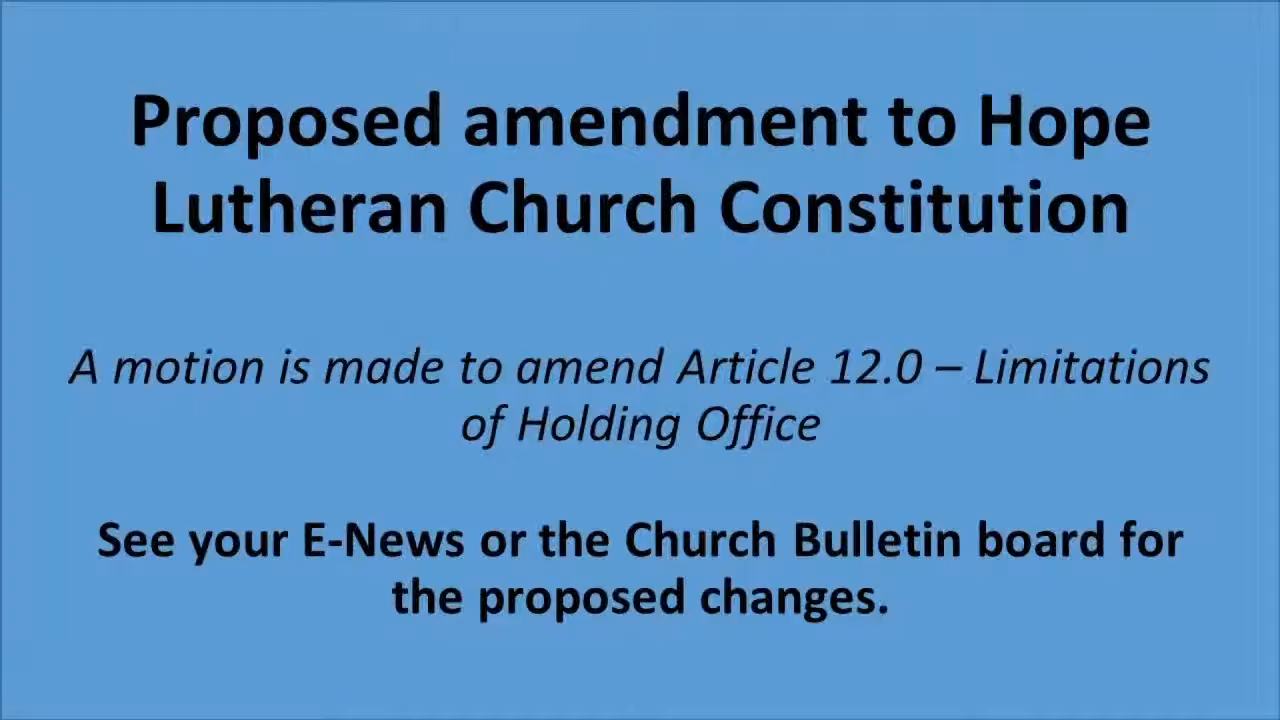 Proposed amendment to Hope
Lutheran Church Constitution
A motion is made to amend Article 12.0 – Limitations
of Holding Office
See your E-News or the Church Bulletin board for
the proposed changes.